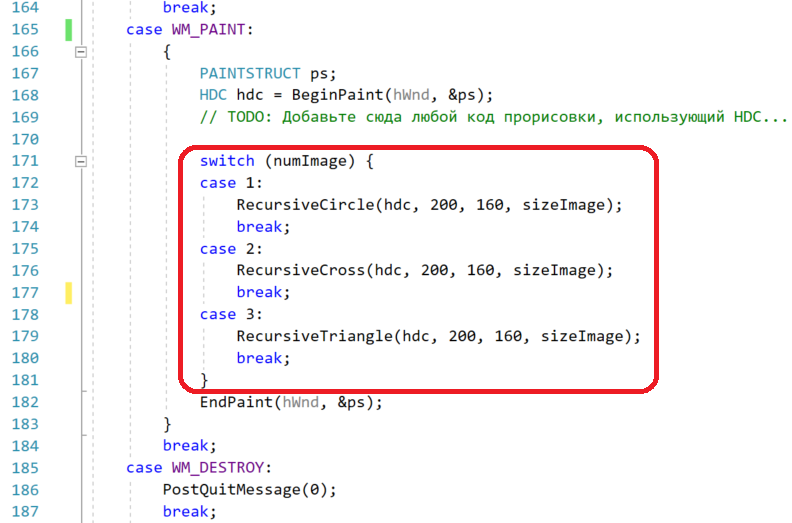 164 break;
165 case WM_PAINT:
166 {
167 PAINTSTRUCT ps;
168 HDC hdc = BeginPaint(hWnd, &ps);
169 // TODO: Добавьте сюда любой код прорисовки, использующий HDC...
170
171 switch (numImage) {
172 case 1:
173 RecursiveCircle(hdc, 200, 160, sizeImage);
174 break;
175 case 2:
176 RecursiveCross(hdc, 200, 160, sizeImage);
177 break;
178 case 3:
179 RecursiveTriangle(hdc, 200, 160, sizeImage);
180 break;
181 }
182 EndPaint(hWnd, &ps);
183 }
184 break;
185 case WM_DESTROY:
186 PostQuitMessage(0);
187 break;